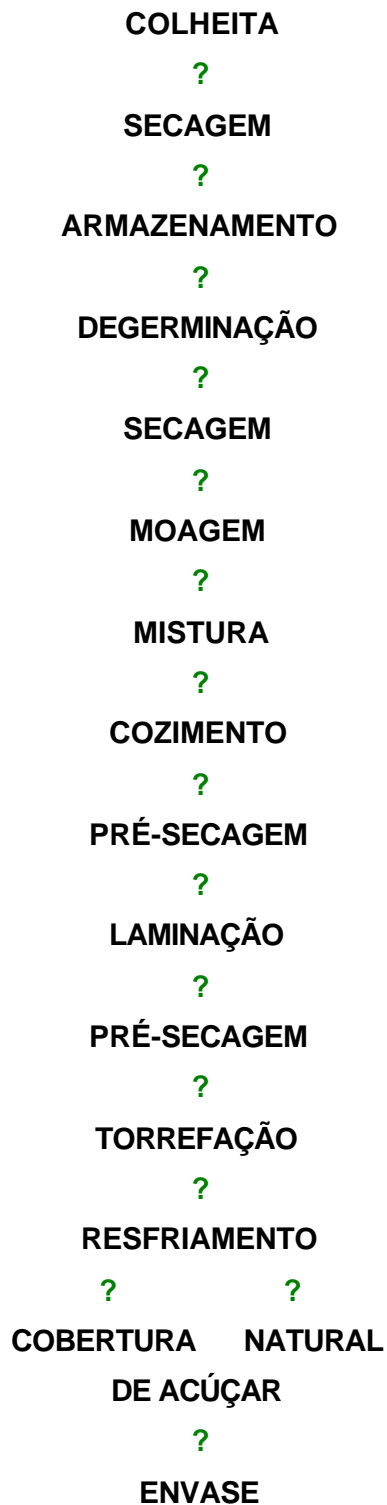 COLHEITA
?
SECAGEM
?
ARMAZENAMENTO
?
DEGERMINAÇÃO
?
SECAGEM
?
MOAGEM
?
MISTURA
?
COZIMENTO
?
PRÉ-SECAGEM
?
LAMINAÇÃO
?
PRÉ-SECAGEM
?
TORREFAÇÃO
?
RESFRIAMENTO
? ?
COBERTURA NATURAL
DE ACÚÇAR
?
ENVASE